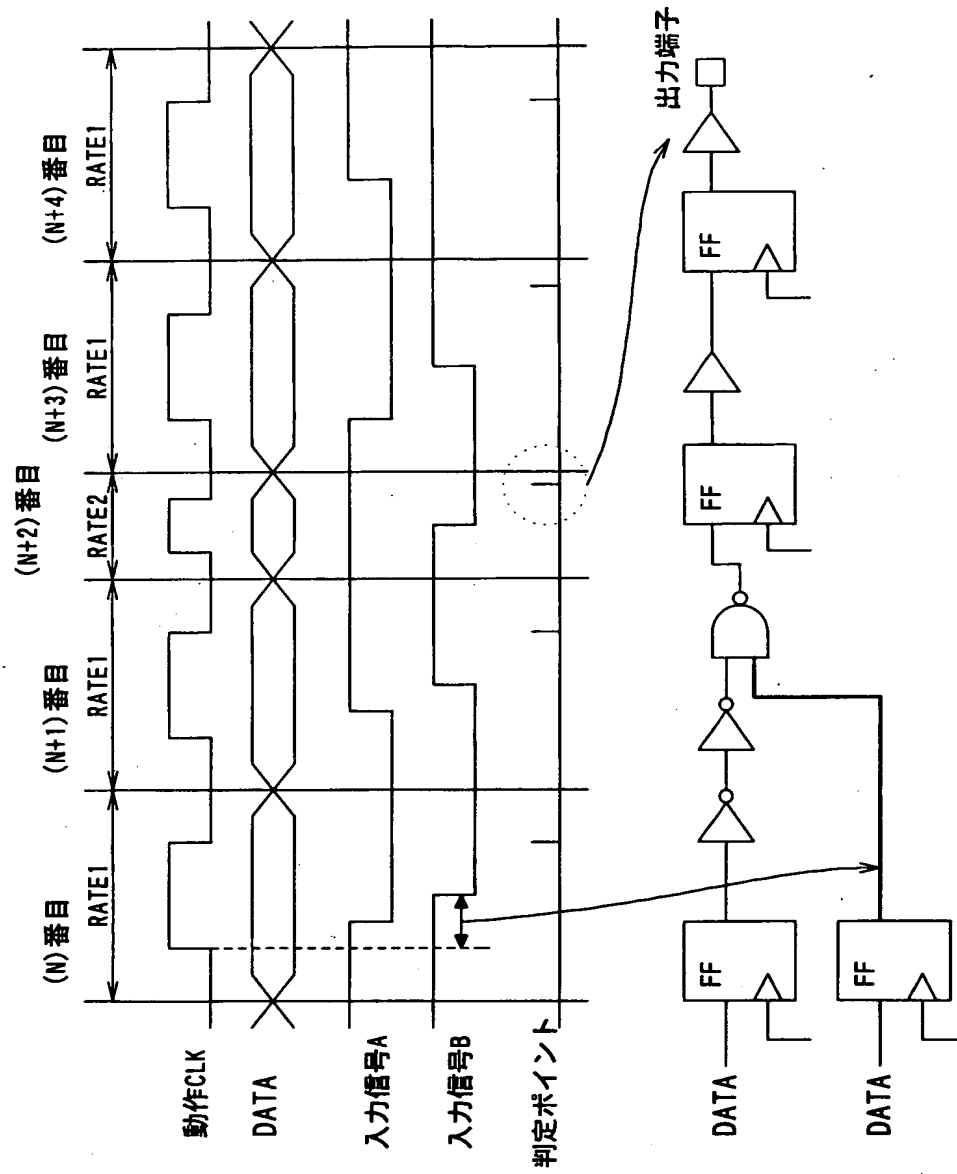 (N)番目
(N+1)番目
(N+2)番目
(N+3)番目
(N+4)番目
RATE1
RATE1
RATE2
RATE1
RATE1
動作CLK
DATA
入力信号A
入力信号B
判定ポイント
出力端子
DATA
FF
FF
FF
DATA
FF